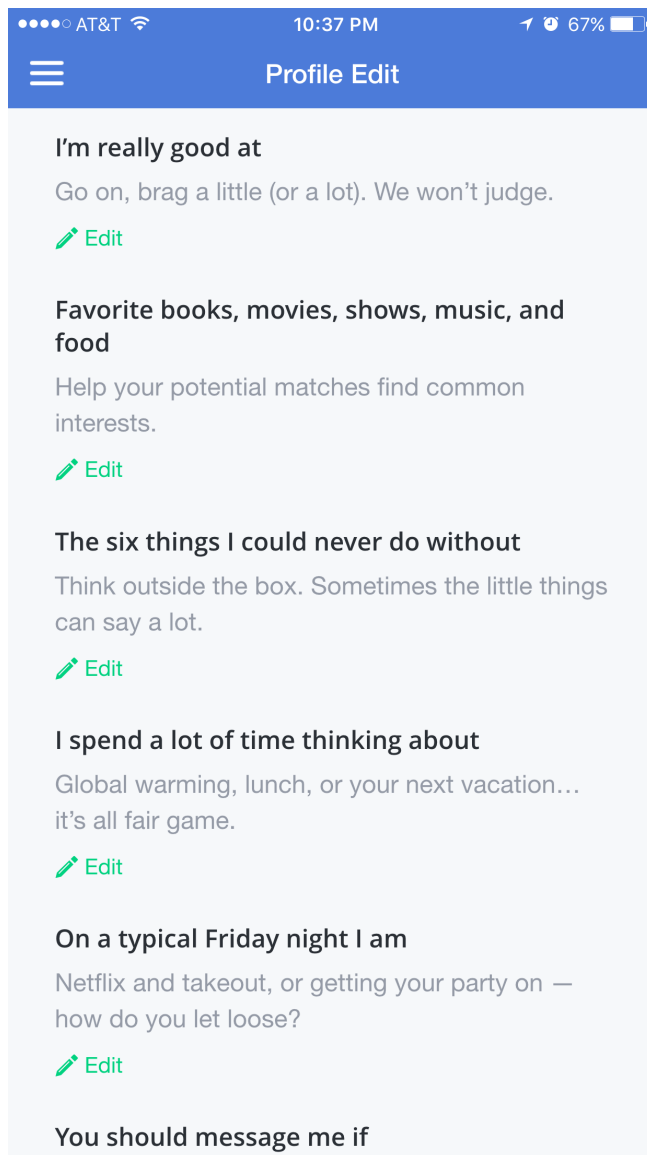 AT&T 10:37 PM 67%
Profile Edit
I’m really good at
Go on, brag a little (or a lot). We won’t judge.
Edit
Favorite books, movies, shows, music, and
food
Help your potential matches find common
interests.
Edit
The six things I could never do without
Think outside the box. Sometimes the little things
can say a lot.
Edit
I spend a lot of time thinking about
Global warming, lunch, or your next vacation…
it’s all fair game.
Edit
On a typical Friday night I am
Netflix and takeout, or getting your party on —
how do you let loose?
Edit
You should message me if